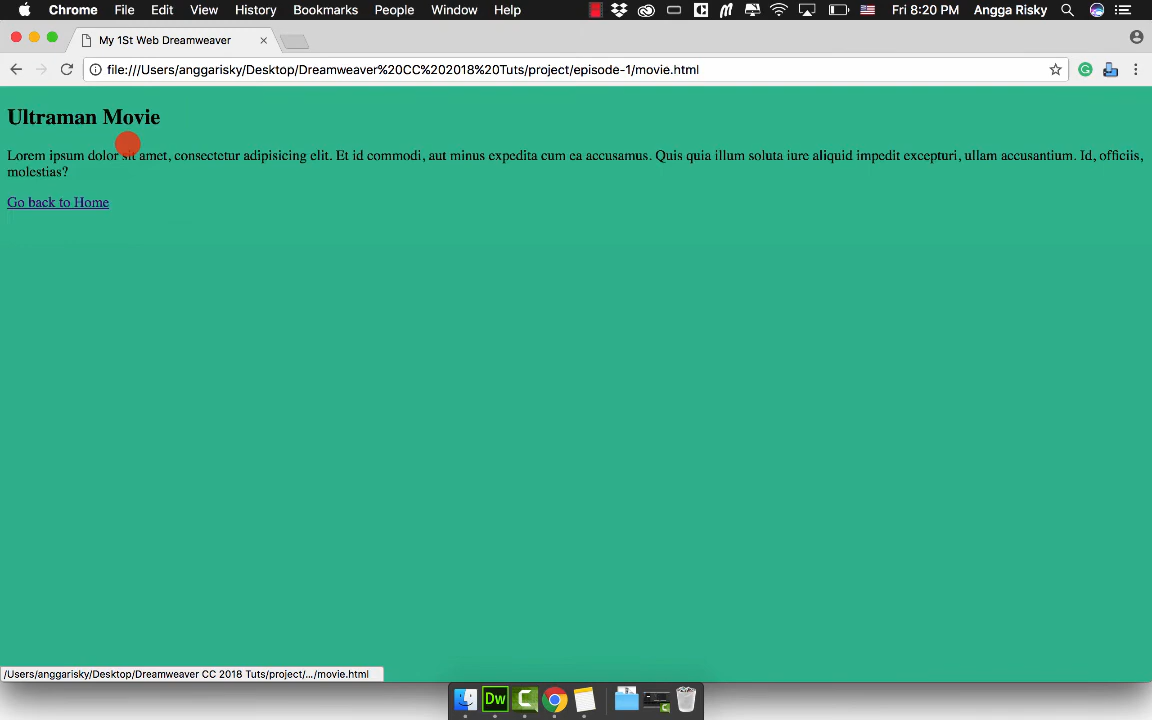 Chrome File Edit View History Bookmarks People Window Help Fri 8:20 PM Angga Risky
My 1St Web Dreamweaver
file:///Users/anggarisky/Desktop/Dreamweaver%20CC%202018%20Tuts/project/episode-1/movie.html
Ultraman Movie
Lorem ipsum dolor sit amet, consectetur adipisicing elit. Et id commodi, aut minus expedita cum ea accusamus. Quis quia illum soluta iure aliquid impedit excepturi, ullam accusantium. Id, officiis,
molestias?
Go back to Home
/Users/anggarisky/Desktop/Dreamweaver CC 2018 Tuts/project/.../movie.html
Dw